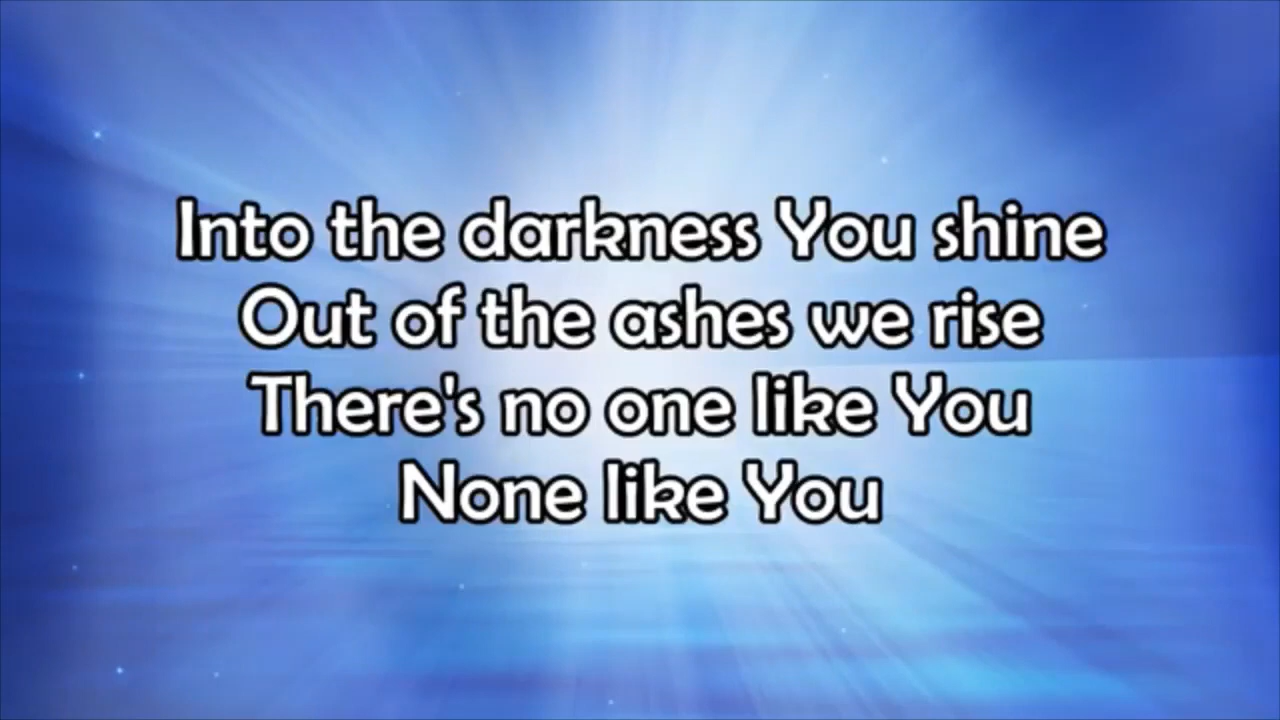 Into the darkness You shine
Out of the ashes we rise
There's no one like You
None like You